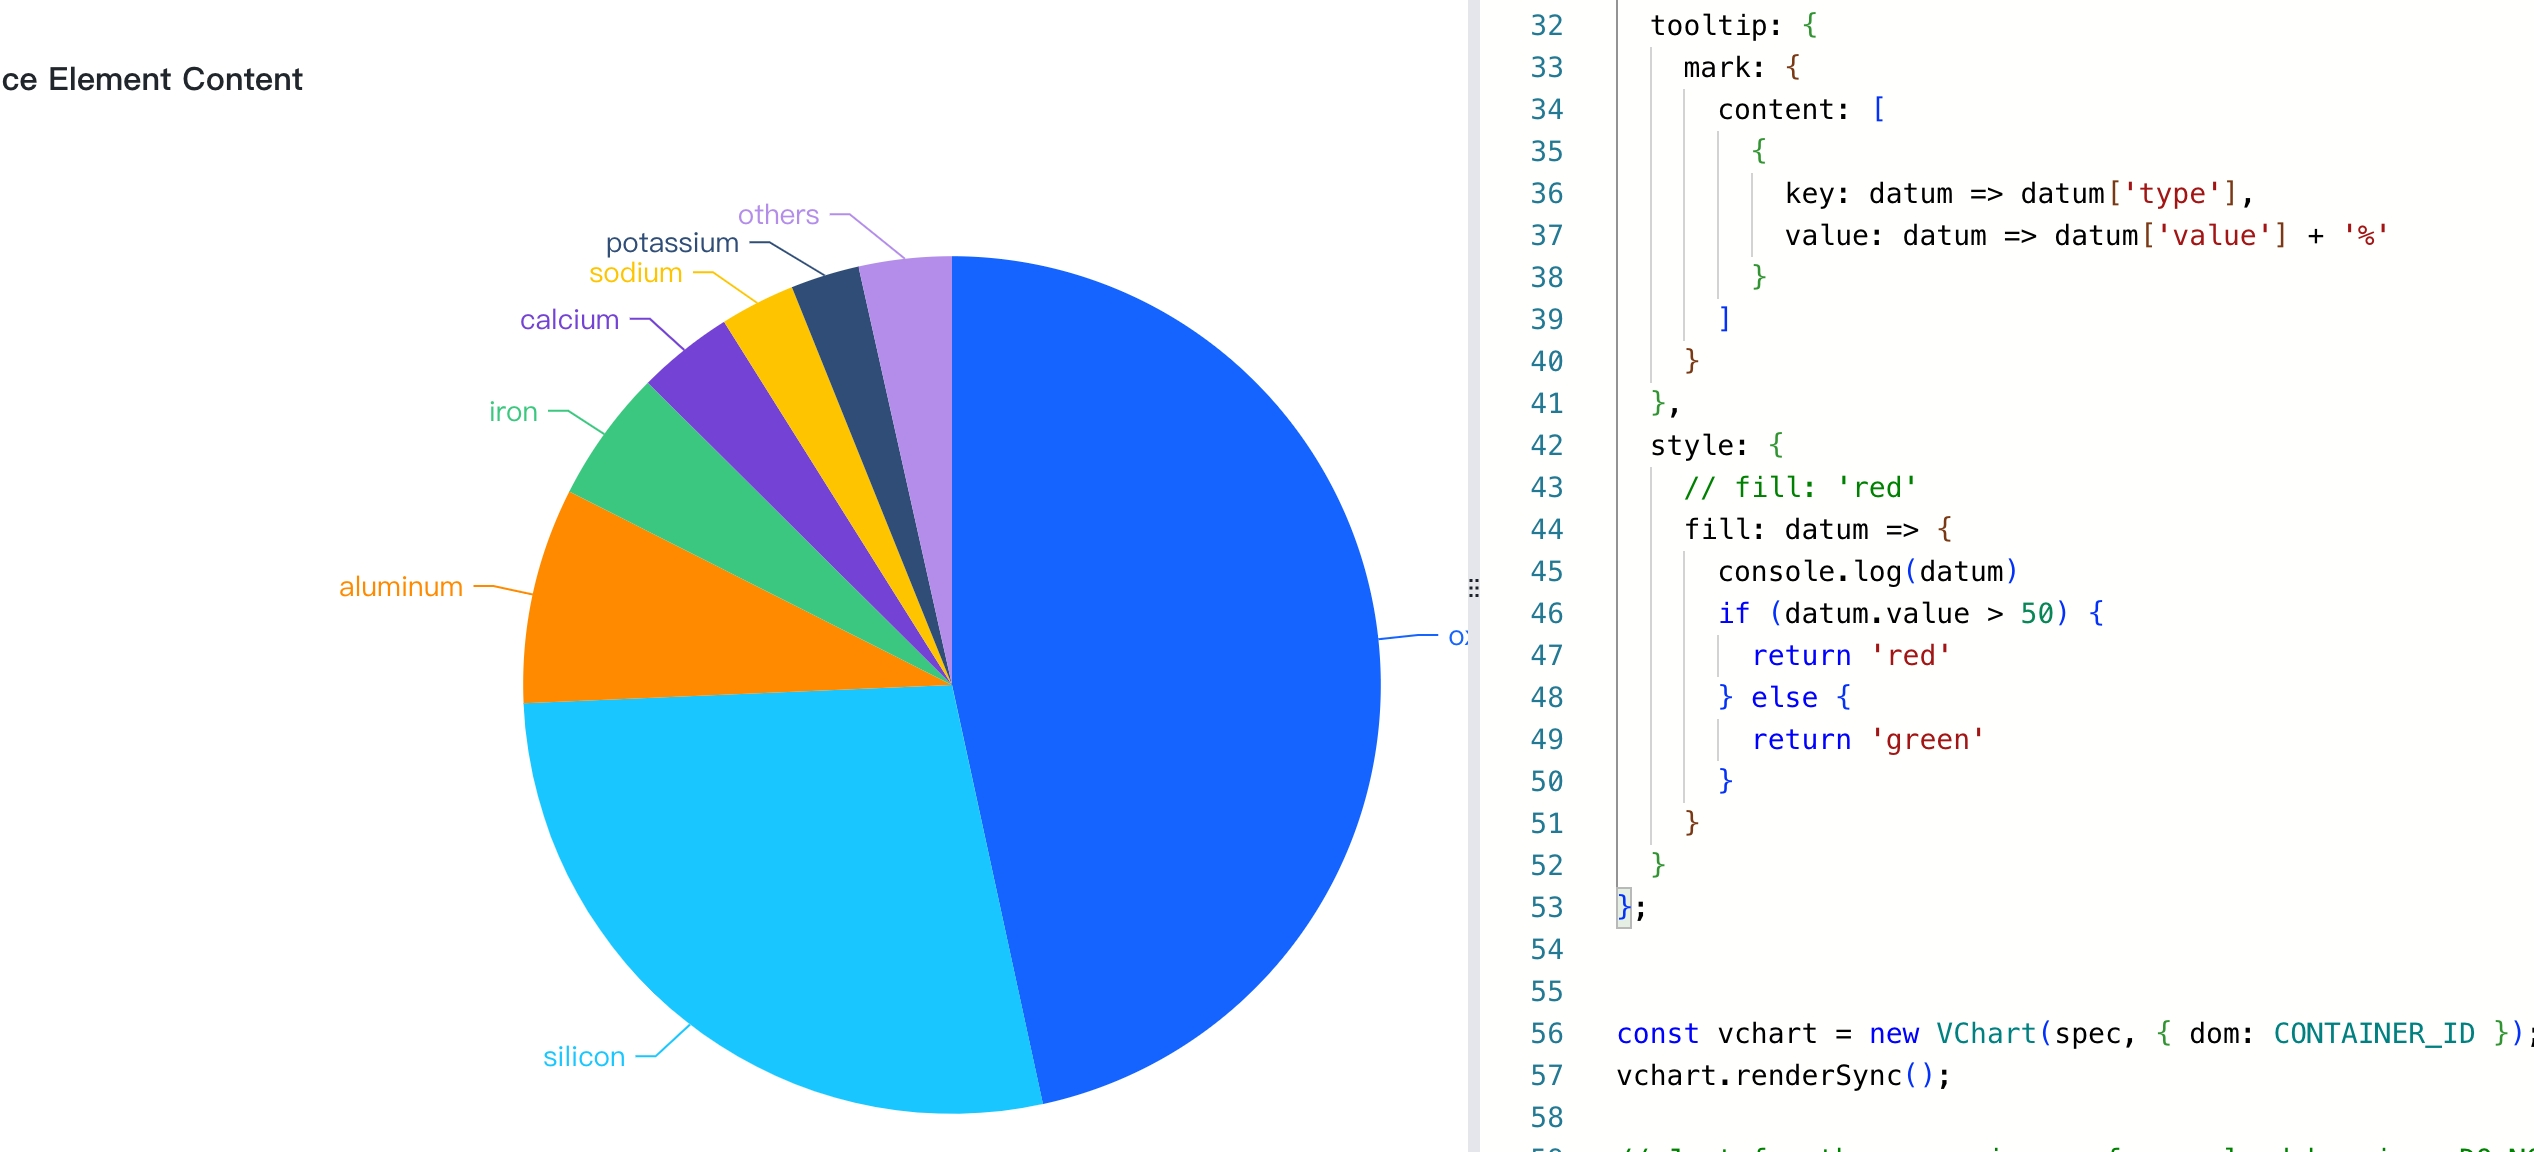 ce Element Content
others
potassium
sodium
calcium
iron
aluminum
silicon
32 tooltip: {
33 mark: {
34 content: [
35 {
36 key: datum => datum['type'],
37 value: datum => datum['value'] + '%'
38 }
39 ]
40 }
41 },
42 style: {
43 // fill: 'red'
44 fill: datum => {
45 console.log(datum)
46 if (datum.value > 50) {
47 return 'red'
48 } else {
49 return 'green'
50 }
51 }
52 }
53 };
54
55
56 const vchart = new VChart(spec, { dom: CONTAINER_ID });
57 vchart.renderSync();
58